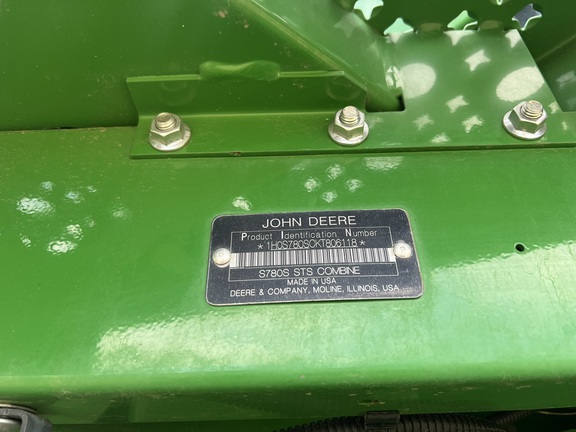 JOHN DEERE
Product Identification Number
*1H0S780SCKT806118*
S780S STS COMBINE
MADE IN USA
DEERE & COMPANY, MOLINE, ILLINOIS, USA